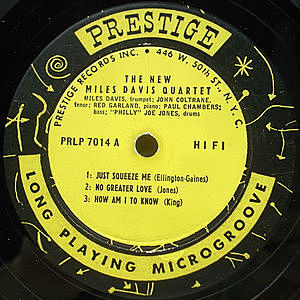 PRESTIGE
PRESTIGE RECORDS INC. • 446 W. 50th ST., N. Y. C.
THE NEW
MILES DAVIS QUARTET
MILES DAVIS, trumpet; JOHN COLTRANE,
tenor; RED GARLAND, piano; PAUL CHAMBERS;
bass; "PHILLY" JOE JONES, drums
PRLP 7014 A HI FI
1: JUST SQUEEZE ME (Ellington-Gaines)
2: NO GREATER LOVE (Jones)
3: HOW AM I TO KNOW (King)
LONG PLAYING MICROGROOVE